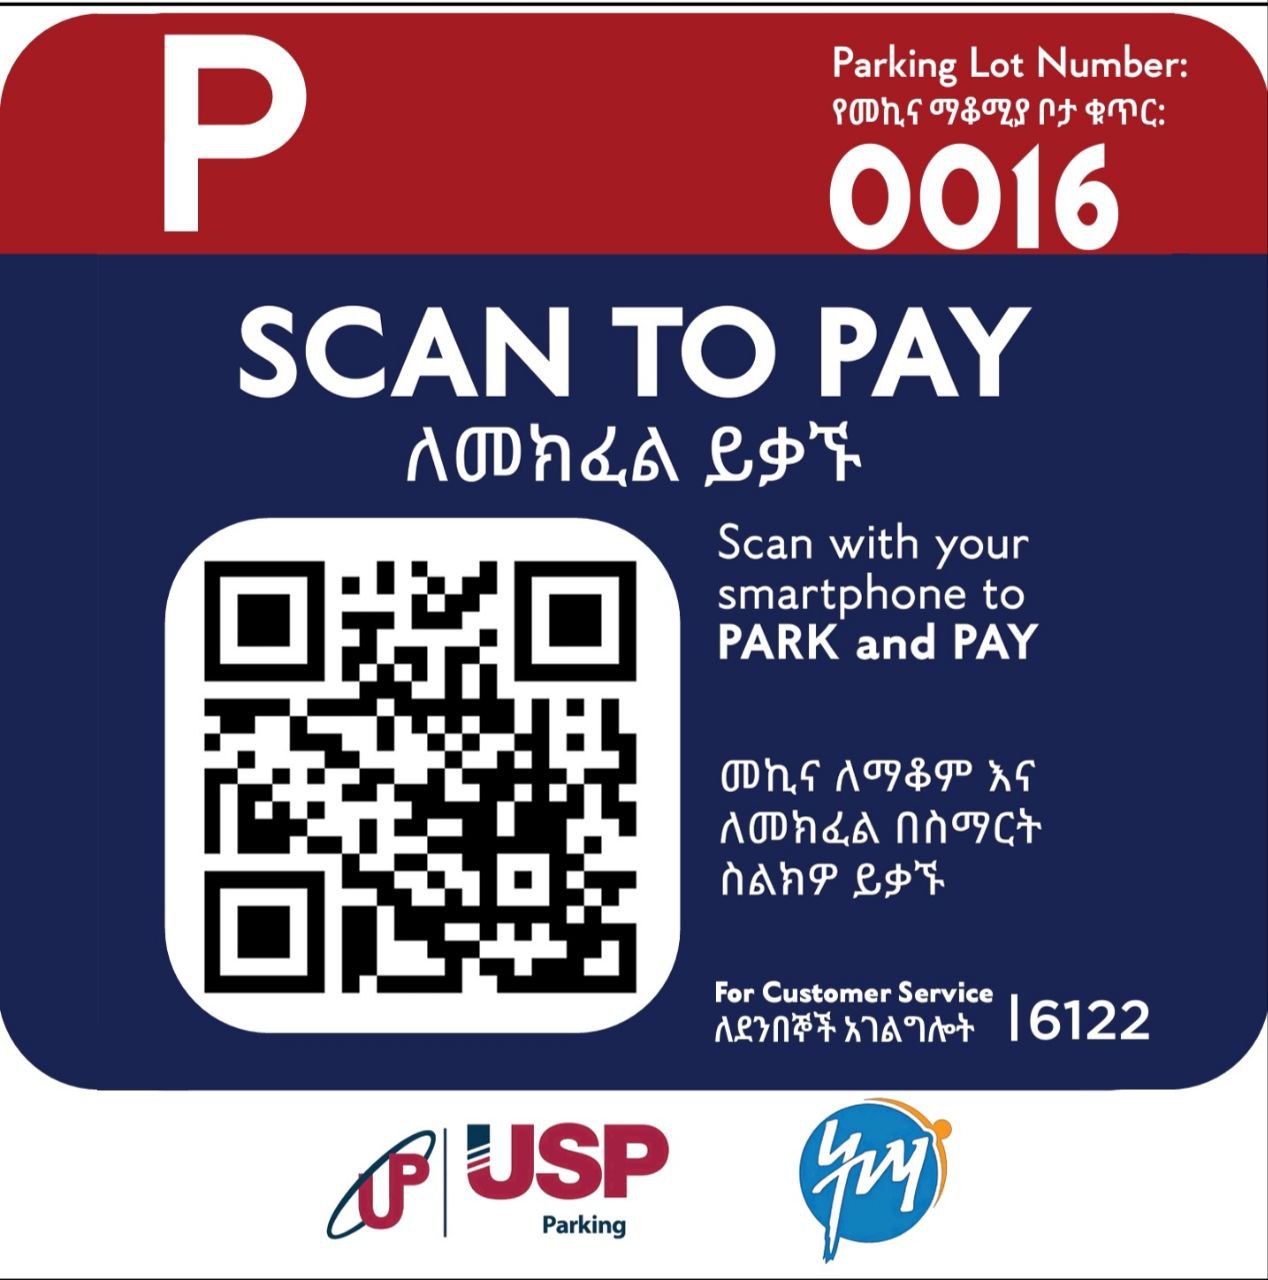 P
Parking Lot Number:
የመኪና ማቆሚያ ቦታ ቁጥር:
0016
SCAN TO PAY
ለመክፈል ይቃኙ
Scan with your
smartphone to
PARK and PAY
መኪና ለማቆም እና
ለመክፈል በስማርት
ስልክዎ ይቃኙ
For Customer Service
ለደንበኞች አገልግሎት | 6122
UP | USP
Parking